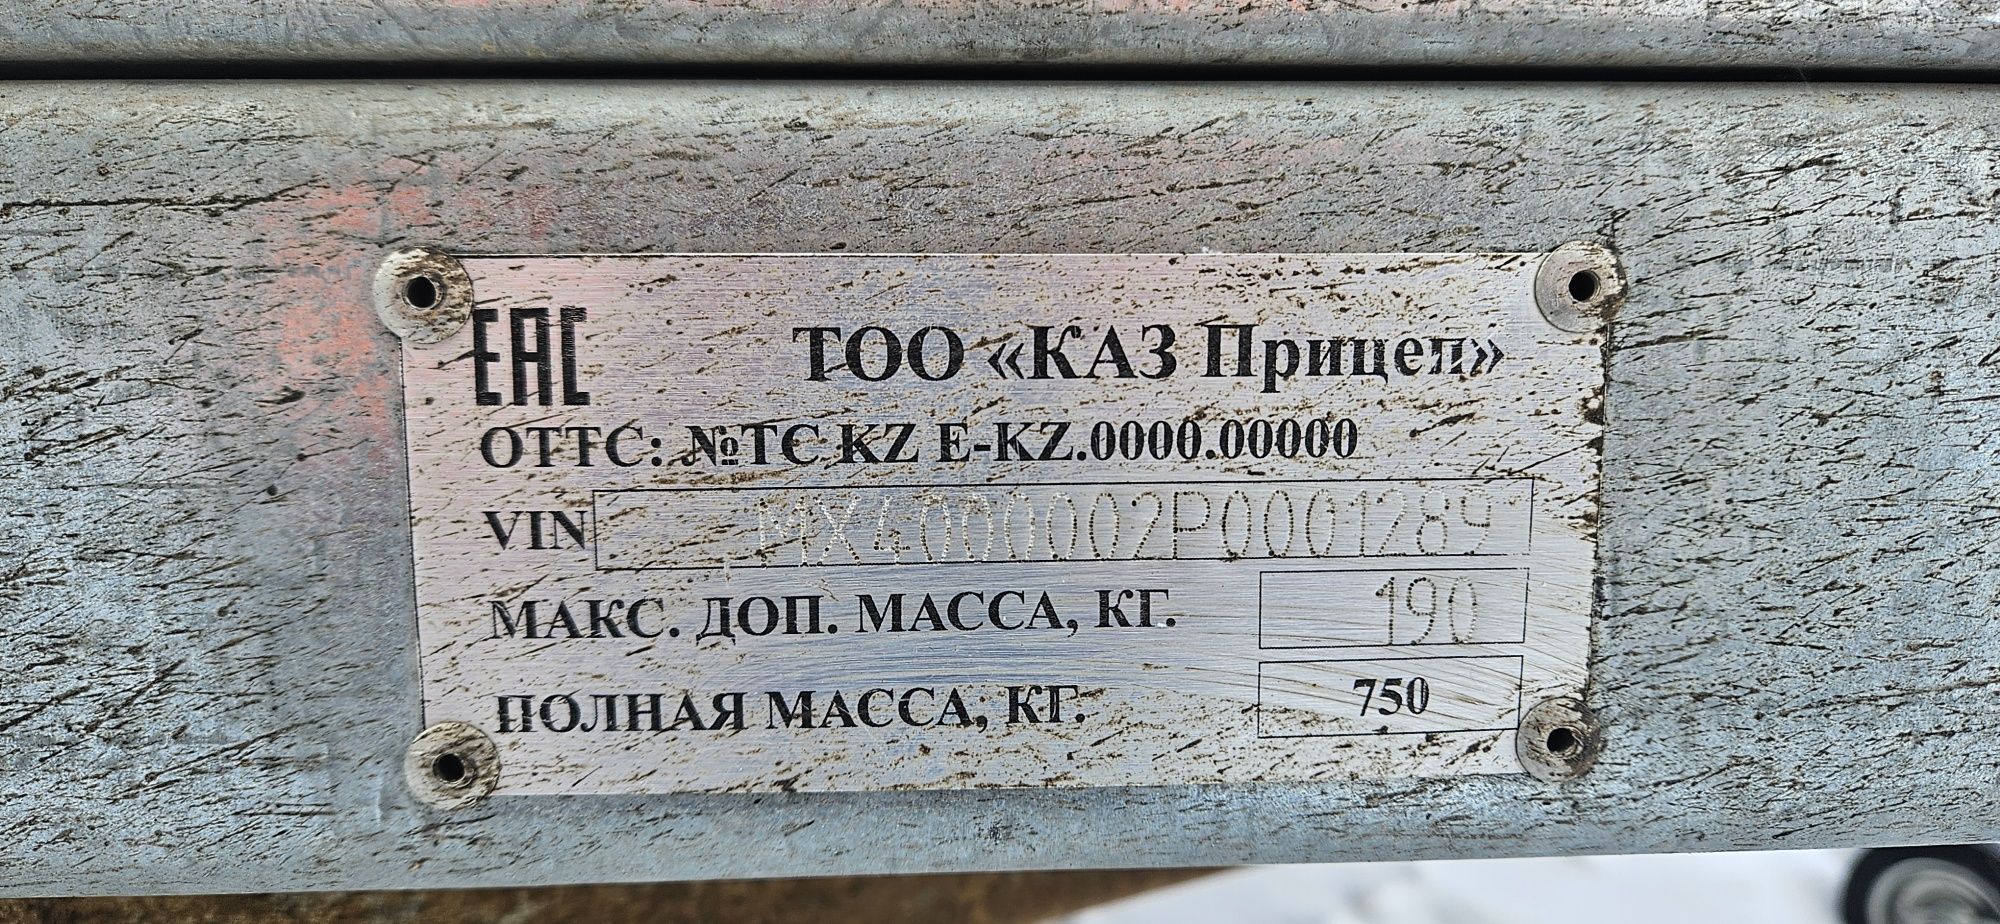 EAC
ТОО «КАЗ Прицеп»
ОТТС: №ТС KZ E-KZ.0000.00000
VIN MX4000002P0001289
МАКС. ДОП. МАССА, КГ. 190
ПОЛНАЯ МАССА, КГ. 750